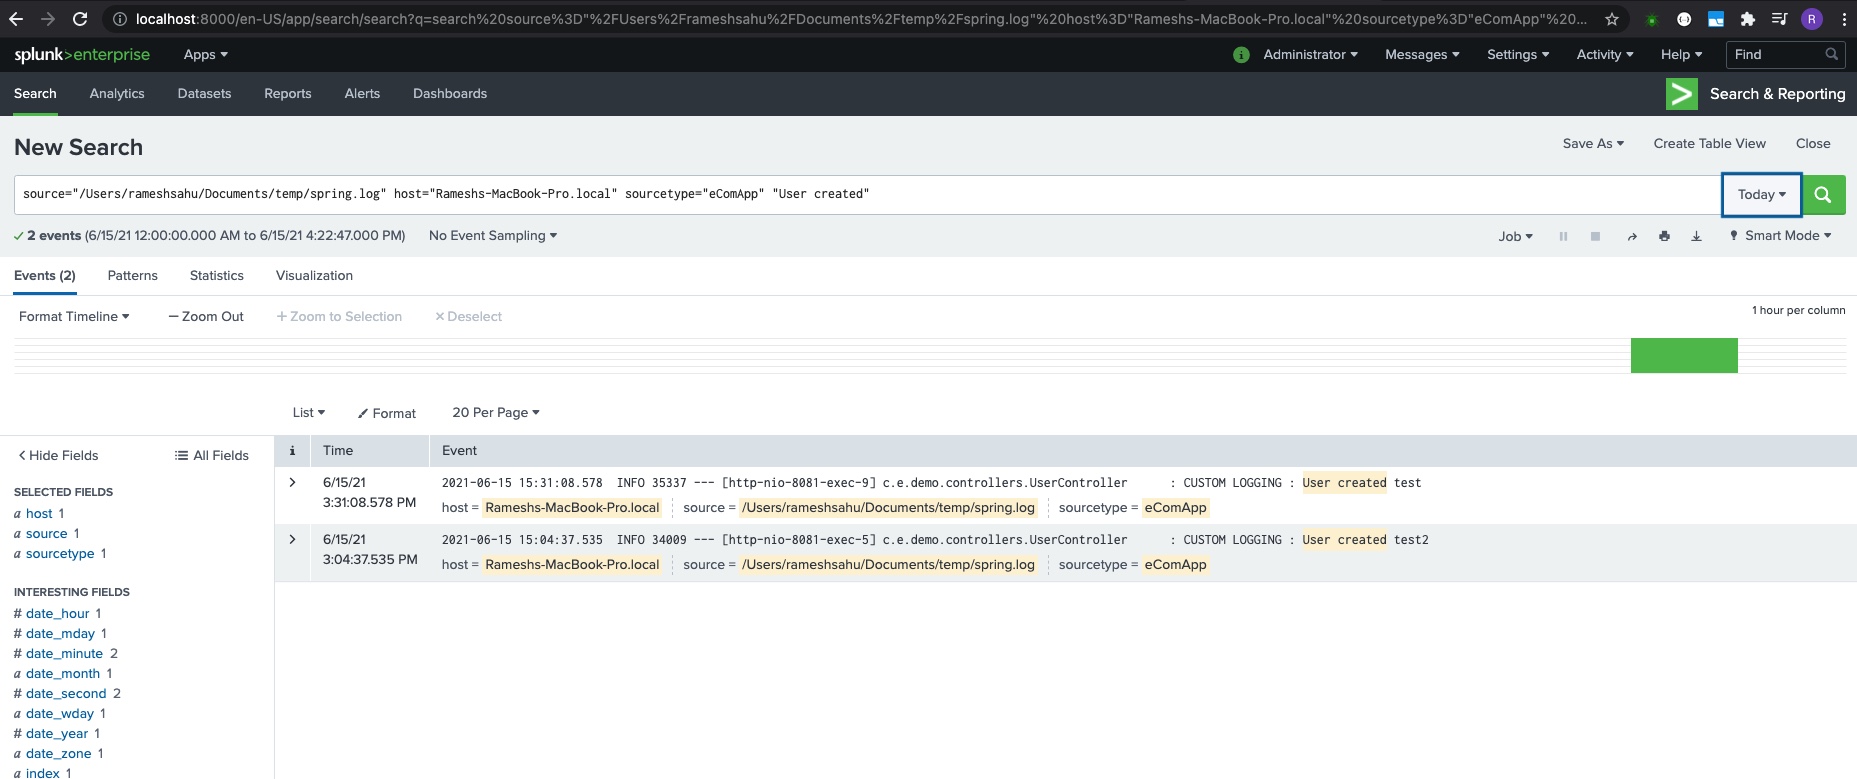 localhost:8000/en-US/app/search/search?q=search%20source%3D"%2FUsers%2Frameshsahu%2FDocuments%2Ftemp%2Fspring.log"%20host%3D"Rameshs-MacBook-Pro.local"%20sourcetype%3D"eComApp"%20... R
splunk>enterprise Apps i Administrator Messages Settings Activity Help Find
Search Analytics Datasets Reports Alerts Dashboards > Search & Reporting
New Search Save As Create Table View Close
source="/Users/rameshsahu/Documents/temp/spring.log" host="Rameshs-MacBook-Pro.local" sourcetype="eComApp" "User created" Today
✓ 2 events (6/15/21 12:00:00.000 AM to 6/15/21 4:22:47.000 PM) No Event Sampling Job Smart Mode
Events (2) Patterns Statistics Visualization
Format Timeline — Zoom Out + Zoom to Selection × Deselect 1 hour per column
List Format 20 Per Page
< Hide Fields All Fields i Time Event
SELECTED FIELDS
a host 1
a source 1
a sourcetype 1
INTERESTING FIELDS
# date_hour 1
# date_mday 1
# date_minute 2
a date_month 1
# date_second 2
a date_wday 1
# date_year 1
a date_zone 1
a index 1
> 6/15/21 2021-06-15 15:31:08.578 INFO 35337 --- [http-nio-8081-exec-9] c.e.demo.controllers.UserController : CUSTOM LOGGING : User created test
3:31:08.578 PM host = Rameshs-MacBook-Pro.local source = /Users/rameshsahu/Documents/temp/spring.log sourcetype = eComApp
> 6/15/21 2021-06-15 15:04:37.535 INFO 34009 --- [http-nio-8081-exec-5] c.e.demo.controllers.UserController : CUSTOM LOGGING : User created test2
3:04:37.535 PM host = Rameshs-MacBook-Pro.local source = /Users/rameshsahu/Documents/temp/spring.log sourcetype = eComApp